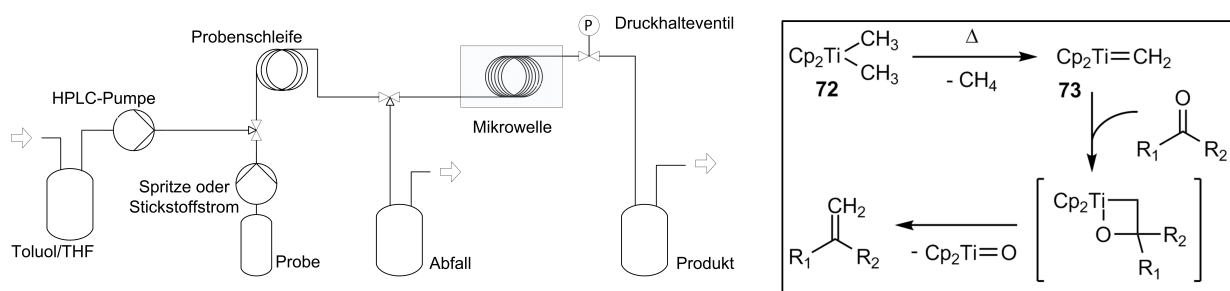 Druckhalteventil
P
Probenschleife
HPLC-Pumpe
Mikrowelle
Spritze oder
Stickstoffstrom
Toluol/THF
Probe
Abfall
Produkt
Cp2Ti
CH3
CH3
72
Δ
- CH4
Cp2Ti=CH2
73
O
R1
R2
Cp2Ti
O
R2
R1
- Cp2Ti=O
CH2
R1
R2